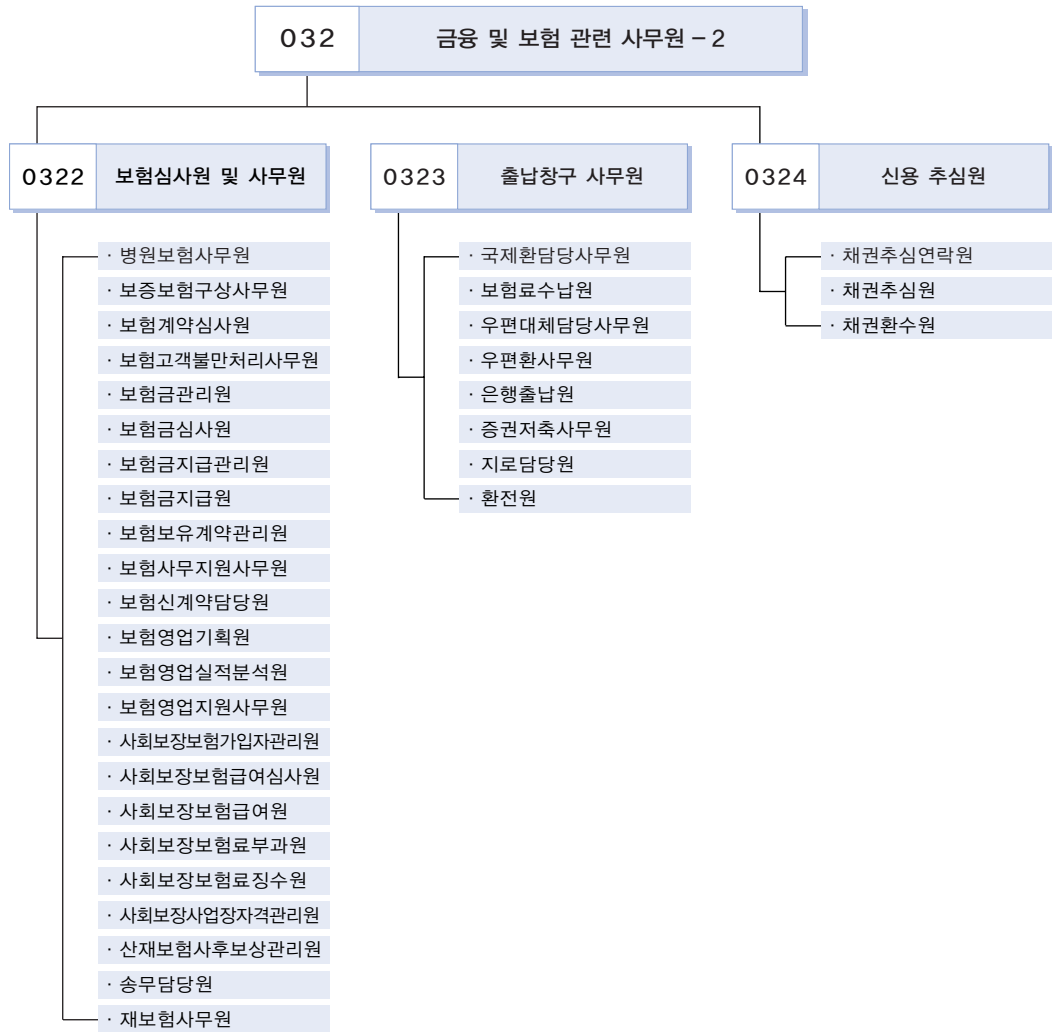 032 금융 및 보험 관련 사무원 – 2
0322 보험심사원 및 사무원
· 병원보험사무원
· 보증보험구상사무원
· 보험계약심사원
· 보험고객불만처리사무원
· 보험금관리원
· 보험금심사원
· 보험금지급관리원
· 보험금지급원
· 보험보유계약관리원
· 보험사무지원사무원
· 보험신계약담당원
· 보험영업기획원
· 보험영업실적분석원
· 보험영업지원사무원
· 사회보장보험가입자관리원
· 사회보장보험급여심사원
· 사회보장보험급여원
· 사회보장보험료부과원
· 사회보장보험료징수원
· 사회보장사업장자격관리원
· 산재보험사후보상관리원
· 송무담당원
· 재보험사무원
0323 출납창구 사무원
· 국제환담당사무원
· 보험료수납원
· 우편대체담당사무원
· 우편환사무원
· 은행출납원
· 증권저축사무원
· 지로담당원
· 환전원
0324 신용 추심원
· 채권추심연락원
· 채권추심원
· 채권환수원